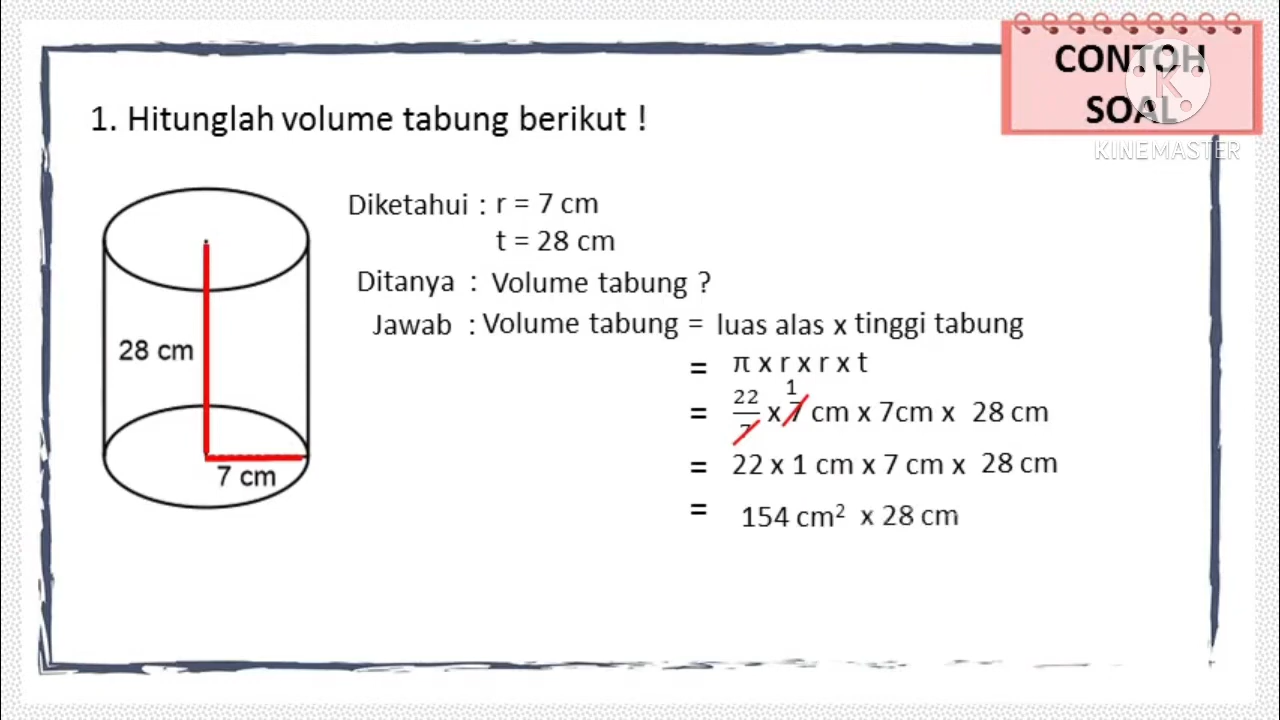 CONTOH
SOAL
KINEMASTER
1. Hitunglah volume tabung berikut !
Diketahui : r = 7 cm
t = 28 cm
Ditanya : Volume tabung ?
Jawab : Volume tabung = luas alas x tinggi tabung
= π x r x r x t
= 22/7 x 7 1 cm x 7cm x 28 cm
= 22 x 1 cm x 7 cm x 28 cm
= 154 cm² x 28 cm
28 cm
7 cm